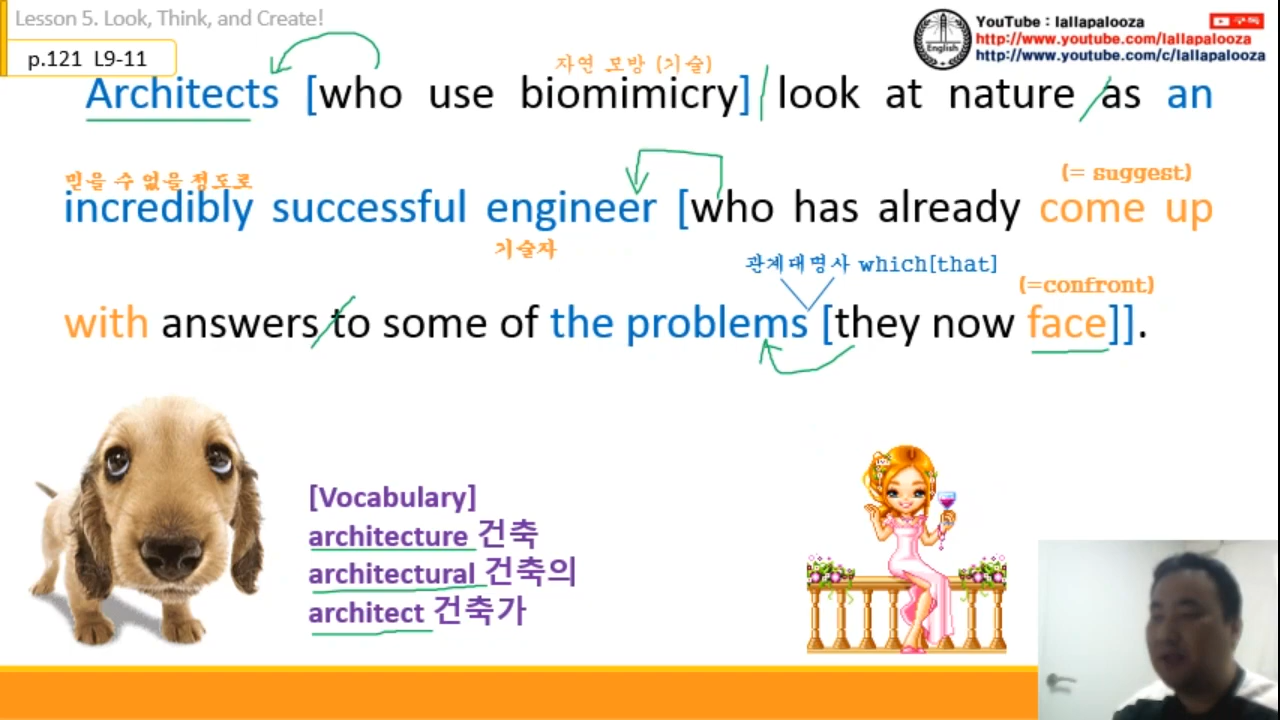 Lesson 5. Look, Think, and Create!
p.121 L9-11
English
YouTube : lallapalooza
구독
http://www.youtube.com/lallapalooza
http://www.youtube.com/c/lallapalooza
자연 모방 (기술)
Architects [who use biomimicry] look at nature as an
믿을 수 없을 정도로
(= suggest)
incredibly successful engineer [who has already come up
기술자
관계대명사 which[that]
(=confront)
with answers to some of the problems [they now face]].
[Vocabulary]
architecture 건축
architectural 건축의
architect 건축가